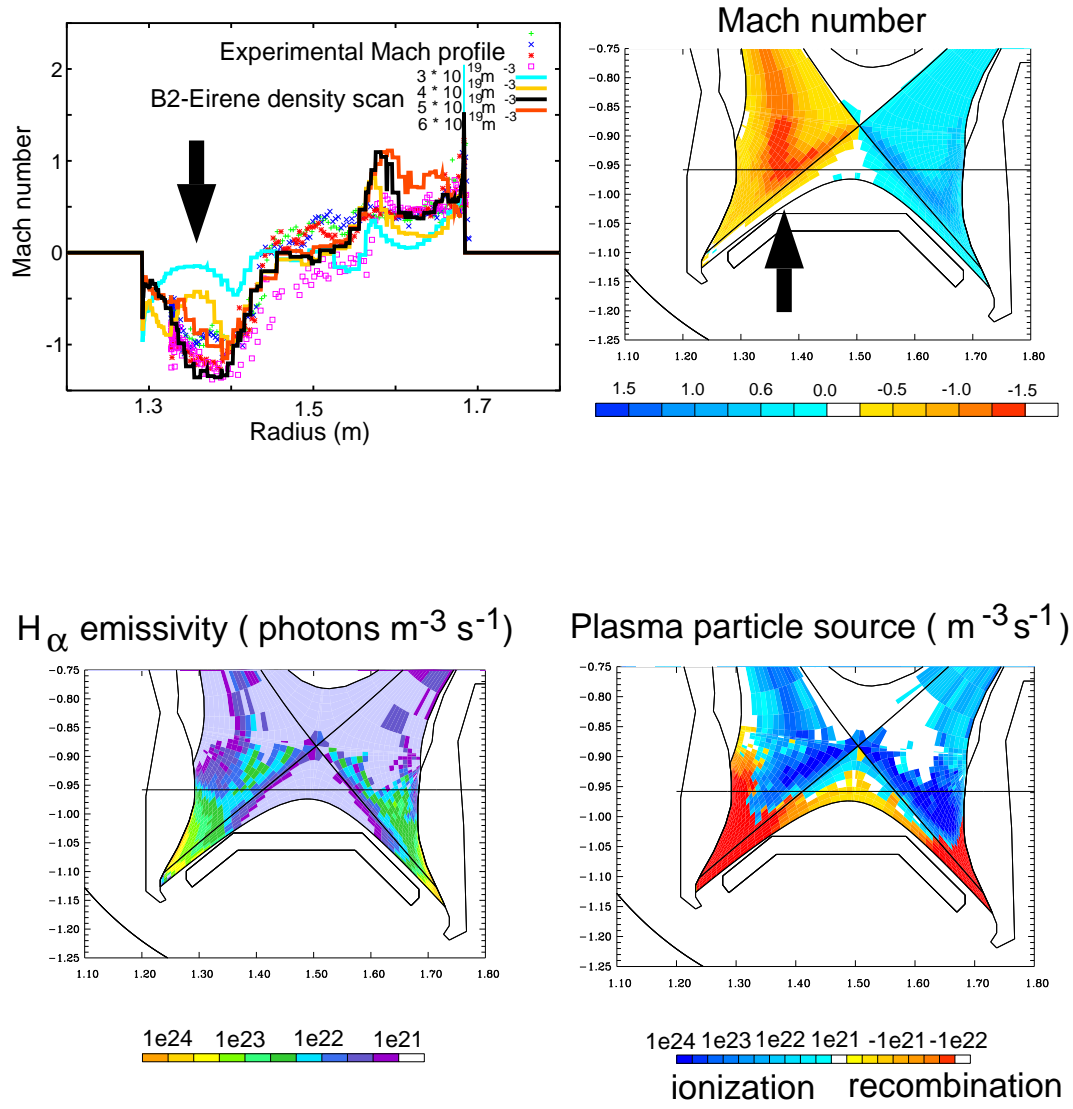 Experimental Mach profile
3 * 10^19 m^-3
B2-Eirene density scan
4 * 10^19 m^-3
5 * 10^19 m^-3
6 * 10^19 m^-3
Mach number
2
1
0
-1
1.3 1.5 1.7
Radius (m)
Mach number
-0.75
-0.80
-0.85
-0.90
-0.95
-1.00
-1.05
-1.10
-1.15
-1.20
-1.25
1.10 1.20 1.30 1.40 1.50 1.60 1.70 1.80
1.5 1.0 0.6 0.0 -0.5 -1.0 -1.5
Hα emissivity ( photons m^-3 s^-1)
-0.75
-0.80
-0.85
-0.90
-0.95
-1.00
-1.05
-1.10
-1.15
-1.20
-1.25
1.10 1.20 1.30 1.40 1.50 1.60 1.70 1.80
1e24 1e23 1e22 1e21
Plasma particle source ( m^-3 s^-1)
-0.75
-0.80
-0.85
-0.90
-0.95
-1.00
-1.05
-1.10
-1.15
-1.20
-1.25
1.10 1.20 1.30 1.40 1.50 1.60 1.70 1.80
1e24 1e23 1e22 1e21 -1e21 -1e22
ionization recombination